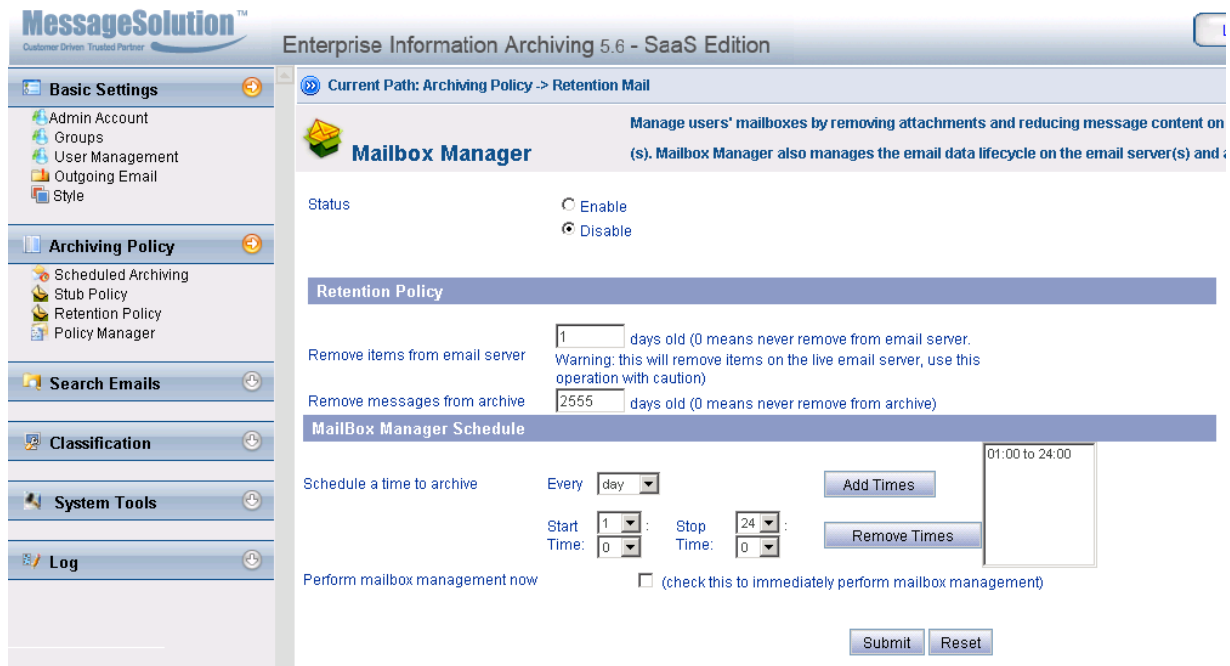 MessageSolution™
Customer Driven Trusted Partner
Enterprise Information Archiving 5.6 - SaaS Edition
Basic Settings
Admin Account
Groups
User Management
Outgoing Email
Style
Archiving Policy
Scheduled Archiving
Stub Policy
Retention Policy
Policy Manager
Search Emails
Classification
System Tools
Log
Current Path: Archiving Policy -> Retention Mail
Mailbox Manager
Manage users' mailboxes by removing attachments and reducing message content on
(s). Mailbox Manager also manages the email data lifecycle on the email server(s) and
Status
Enable
Disable
Retention Policy
Remove items from email server
1 days old (0 means never remove from email server.
Warning: this will remove items on the live email server, use this
operation with caution)
Remove messages from archive 2555 days old (0 means never remove from archive)
MailBox Manager Schedule
Schedule a time to archive Every day Add Times
01:00 to 24:00
Start Time: 1 : 0 Stop Time: 24 : 0 Remove Times
Perform mailbox management now (check this to immediately perform mailbox management)
Submit Reset